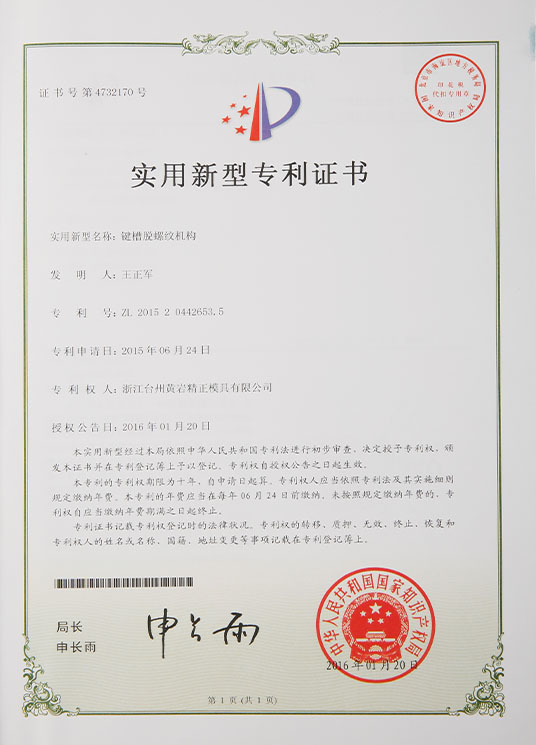 证书号第4732170号
印花税
代扣专用章
实用新型专利证书
实用新型名称：键槽脱螺纹机构
发 明 人：王正军
专 利 号：ZL 2015 2 0442653.5
专利申请日：2015年06月24日
专 利 权 人：浙江台州黄岩精正模具有限公司
授权公告日：2016年01月20日
本实用新型经过本局依照中华人民共和国专利法进行初步审查，决定授予专利权，颁
发本证书并在专利登记簿上予以登记。专利权自授权公告之日起生效。
本专利的专利权期限为十年，自申请日起算。专利权人应当依照专利法及其实施细则
规定缴纳年费。本专利的年费应当在每年06月24日前缴纳。未按照规定缴纳年费的，专
利权自应当缴纳年费期满之日起终止。
专利证书记载专利权登记时的法律状况。专利权的转移、质押、无效、终止、恢复和
专利权人的姓名或名称、国籍、地址变更等事项记载在专利登记簿上。
局长
申长雨
申长雨
中华人民共和国国家知识产权局
2016年01月20日
第1页(共1页)